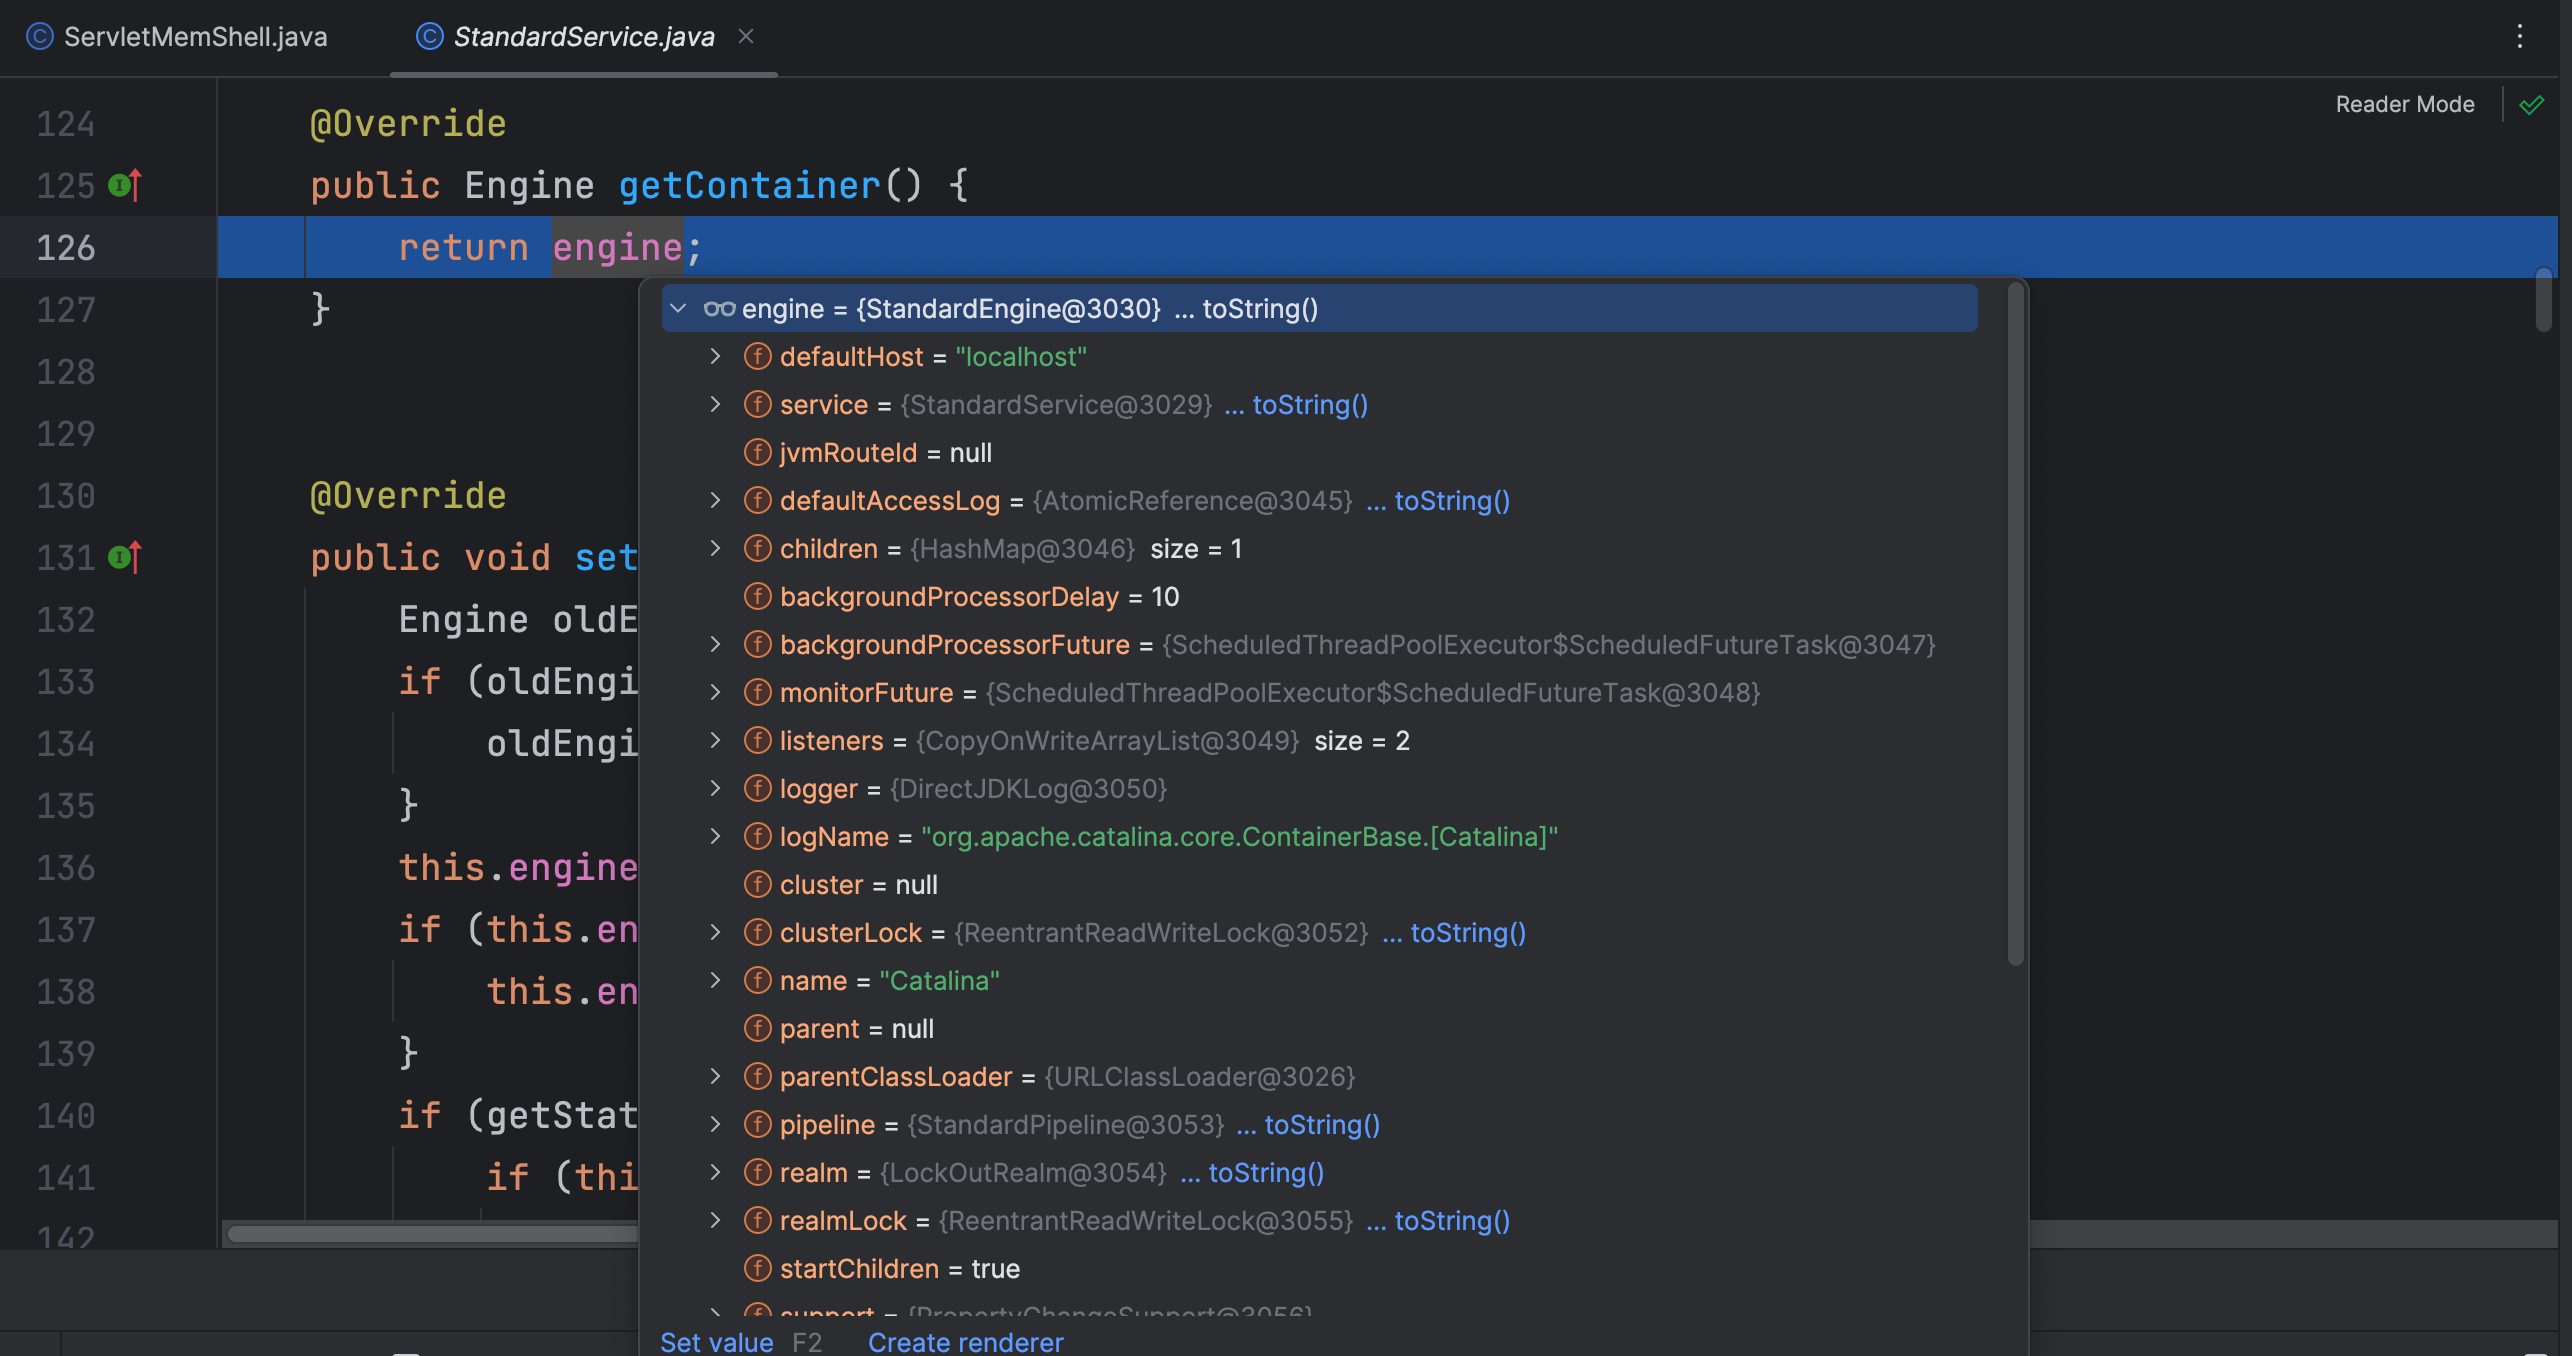 ServletMemShell.java StandardService.java
Reader Mode
124 @Override
125 public Engine getContainer() {
126 return engine;
127 }
128
129
130 @Override
131 public void set
132 Engine oldE
133 if (oldEngi
134 oldEngi
135 }
136 this.engine
137 if (this.en
138 this.en
139 }
140 if (getStat
141 if (thi
142
engine = {StandardEngine@3030} ... toString()
defaultHost = "localhost"
service = {StandardService@3029} ... toString()
jvmRouteId = null
defaultAccessLog = {AtomicReference@3045} ... toString()
children = {HashMap@3046} size = 1
backgroundProcessorDelay = 10
backgroundProcessorFuture = {ScheduledThreadPoolExecutor$ScheduledFutureTask@3047}
monitorFuture = {ScheduledThreadPoolExecutor$ScheduledFutureTask@3048}
listeners = {CopyOnWriteArrayList@3049} size = 2
logger = {DirectJDKLog@3050}
logName = "org.apache.catalina.core.ContainerBase.[Catalina]"
cluster = null
clusterLock = {ReentrantReadWriteLock@3052} ... toString()
name = "Catalina"
parent = null
parentClassLoader = {URLClassLoader@3026}
pipeline = {StandardPipeline@3053} ... toString()
realm = {LockOutRealm@3054} ... toString()
realmLock = {ReentrantReadWriteLock@3055} ... toString()
startChildren = true
support = {PropertyChangeSupport@3056}
Set value F2 Create renderer